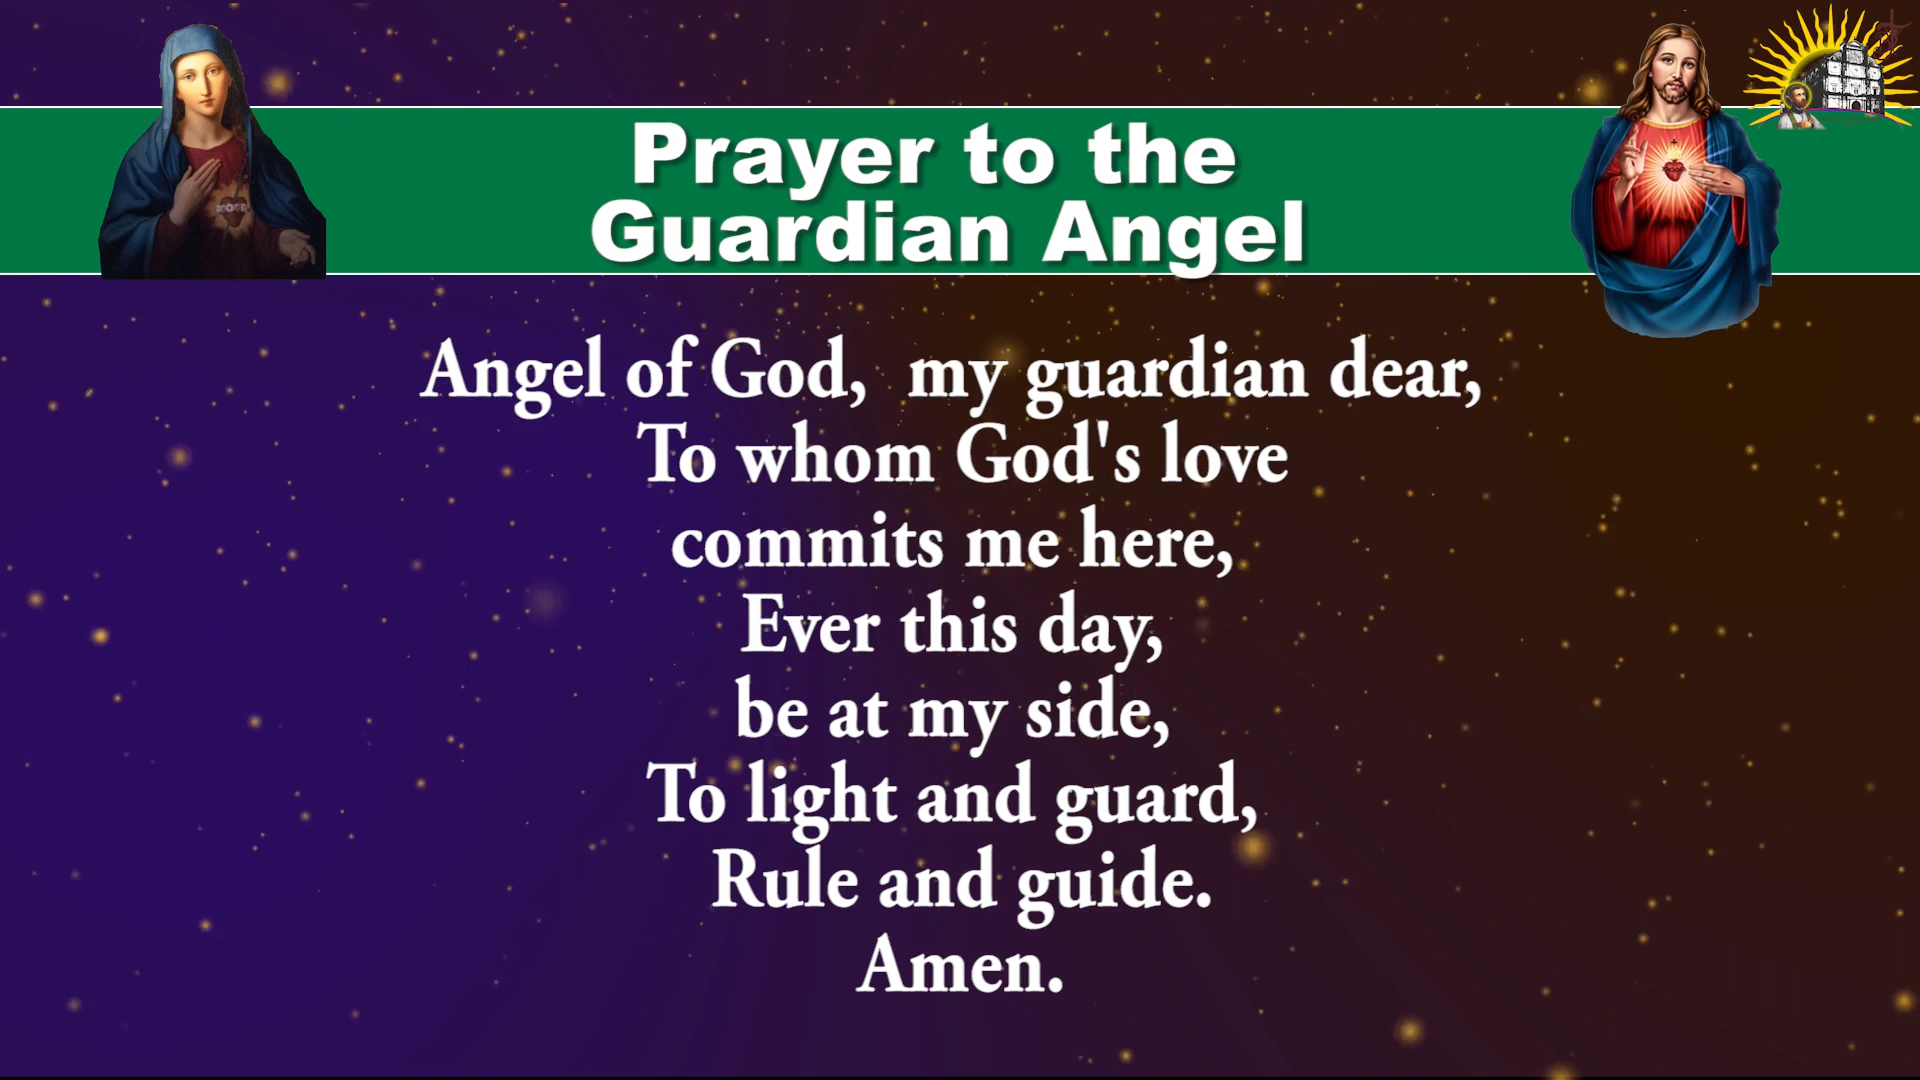 Prayer to the
Guardian Angel
Angel of God,  my guardian dear,
To whom God's love
commits me here,
Ever this day,
be at my side,
To light and guard,
Rule and guide.
Amen.